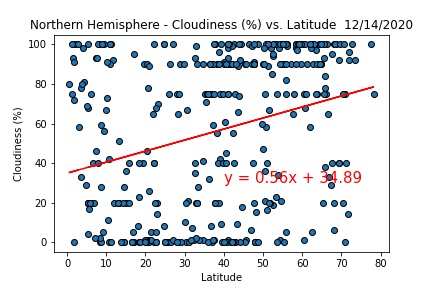 Northern Hemisphere - Cloudiness (%) vs. Latitude 12/14/2020
100
80
60
40
20
0
Cloudiness (%)
y = 0.56x + 34.89
0 10 20 30 40 50 60 70 80
Latitude